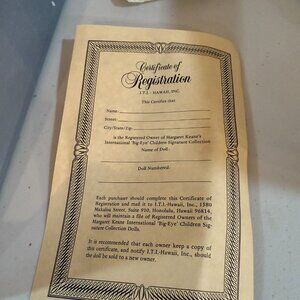 Certificate of
Registration
I.T.I. - HAWAII, INC.
This Certifies that
Name:
Street:
City/State/Zip:
is the Registered Owner of Margaret Keane's
International 'Big-Eye' Children Signature Collection
Name of Doll:
Doll Numbered:
Each purchaser should complete this Certificate of
Registration and mail it to I.T.I.-Hawaii, Inc., 1580
Makaloa Street, Suite 910, Honolulu, Hawaii 96814,
who will maintain a file of Registered Owners of the
Margaret Keane International 'Big-Eye' Children Sig-
nature Collection Dolls.
It is recommended that each owner keep a copy of
this certificate, and notify I.T.I.-Hawaii, Inc., should
the doll be sold to a new owner.